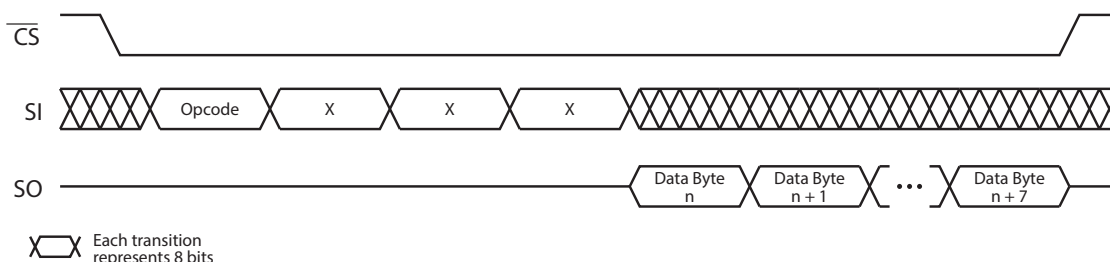 CS
SI
Opcode
X
X
X
SO
Data Byte
n
Data Byte
n + 1
•••
Data Byte
n + 7
Each transition
represents 8 bits